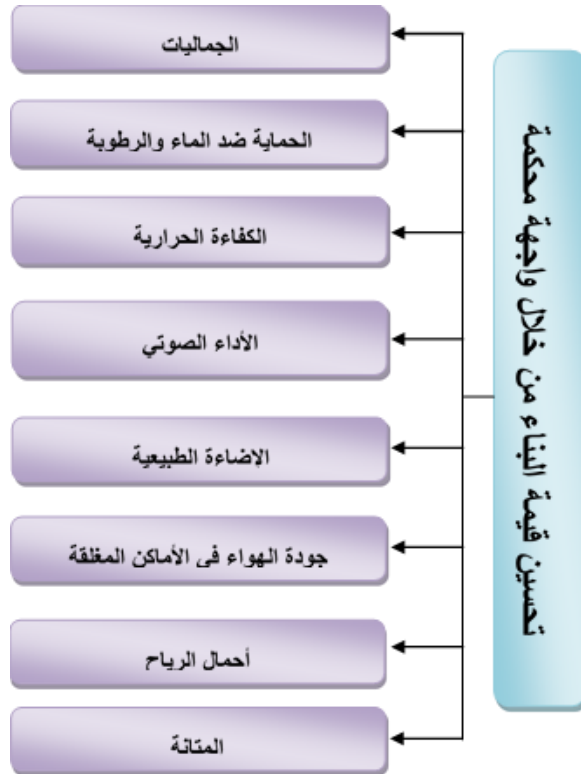 تحسين قيمة البناء من خلال واجهة محكمة
الجماليات
الحماية ضد الماء والرطوبة
الكفاءة الحرارية
الأداء الصوتي
الاضاءة الطبيعية
جودة الهواء فى الأماكن المغلقة
أحمال الرياح
المتانة